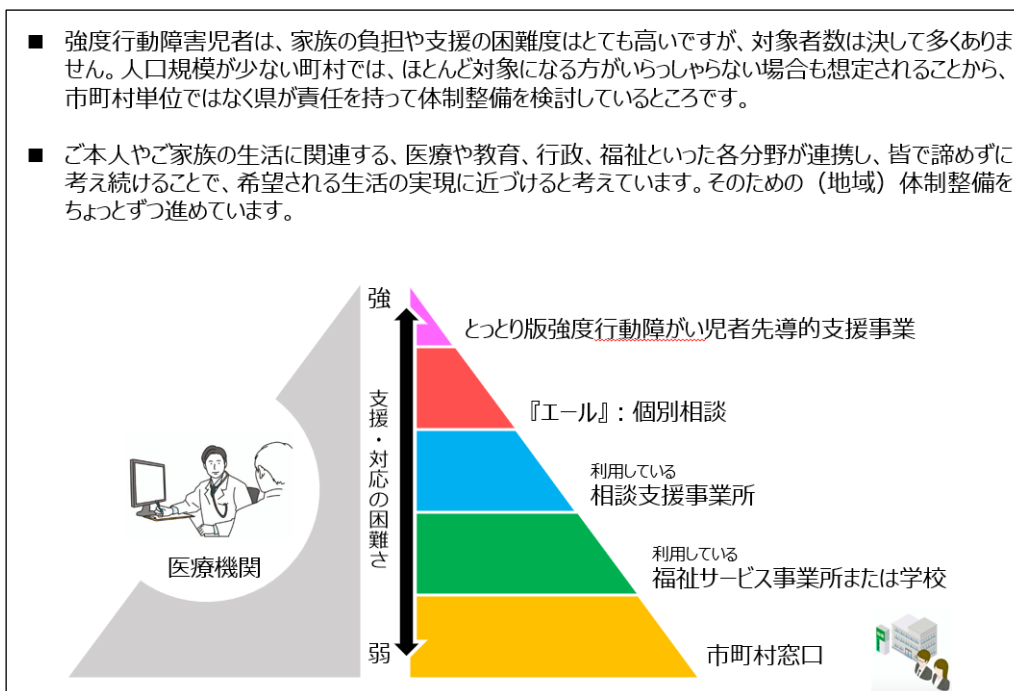 ■ 強度行動障害児者は、家族の負担や支援の困難度はとても高いですが、対象者数は決して多くありま
せん。人口規模が少ない町村では、ほとんど対象になる方がいらっしゃらない場合も想定されることから、
市町村単位ではなく県が責任を持って体制整備を検討しているところです。
■ ご本人やご家族の生活に関連する、医療や教育、行政、福祉といった各分野が連携し、皆で諦めずに
考え続けることで、希望される生活の実現に近づけると考えています。そのための（地域）体制整備を
ちょっとずつ進めています。
強
とっとり版強度行動障がい児者先導的支援事業
『エール』：個別相談
支援・対応の困難さ
利用している
相談支援事業所
医療機関
利用している
福祉サービス事業所または学校
弱
市町村窓口
P